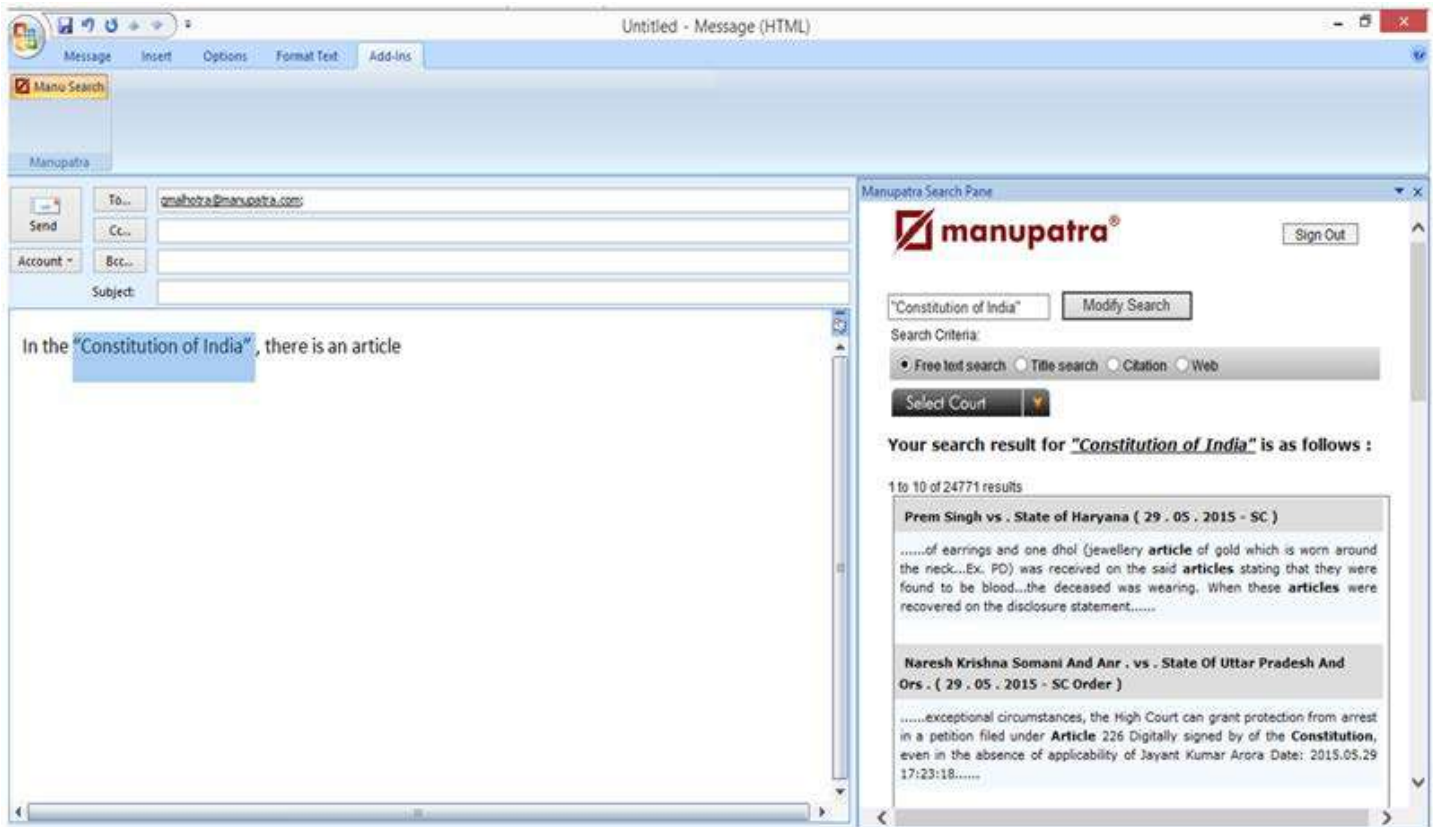 Untitled - Message (HTML)
Message Insert Options Format Text Add-Ins
Manu Search
Manupatra
Send
To... gmalhotra@manupatra.com;
Cc...
Account
Bcc...
Subject:
In the “Constitution of India” , there is an article
Manupatra Search Pane
manupatra®
Sign Out
"Constitution of India"
Modify Search
Search Criteria:
Free text search Title search Citation Web
Select Court
Your search result for "Constitution of India" is as follows :
1 to 10 of 24771 results
Prem Singh vs . State of Haryana ( 29 . 05 . 2015 - SC )
......of earrings and one dhol (jewellery article of gold which is worn around
the neck...Ex. PD) was received on the said articles stating that they were
found to be blood...the deceased was wearing. When these articles were
recovered on the disclosure statement......
Naresh Krishna Somani And Anr . vs . State Of Uttar Pradesh And
Ors . ( 29 . 05 . 2015 - SC Order )
......exceptional circumstances, the High Court can grant protection from arrest
in a petition filed under Article 226 Digitally signed by of the Constitution,
even in the absence of applicability of Jayant Kumar Arora Date: 2015.05.29
17:23:18......